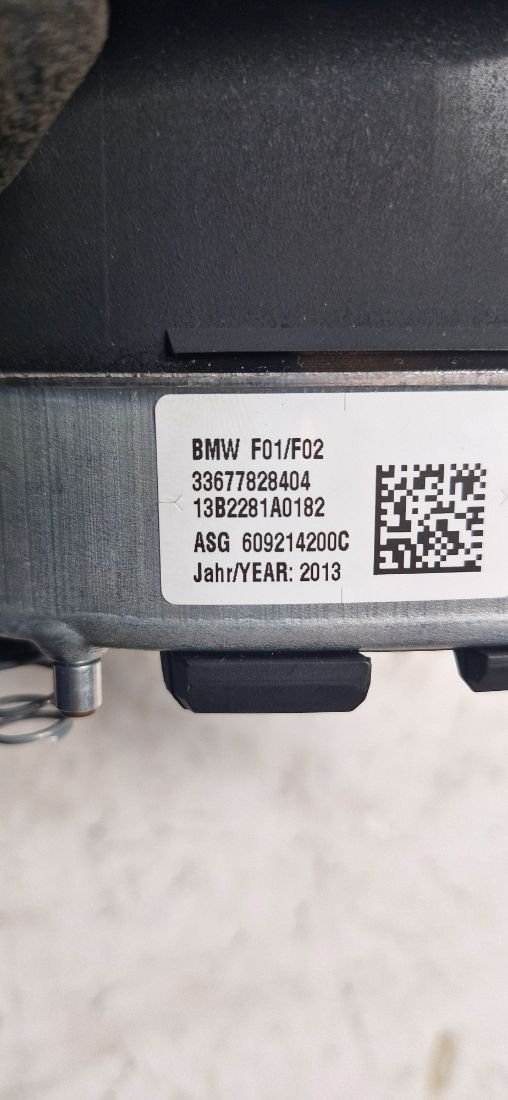 BMW F01/F02
33677828404
13B2281A0182
ASG 609214200C
Jahr/YEAR: 2013